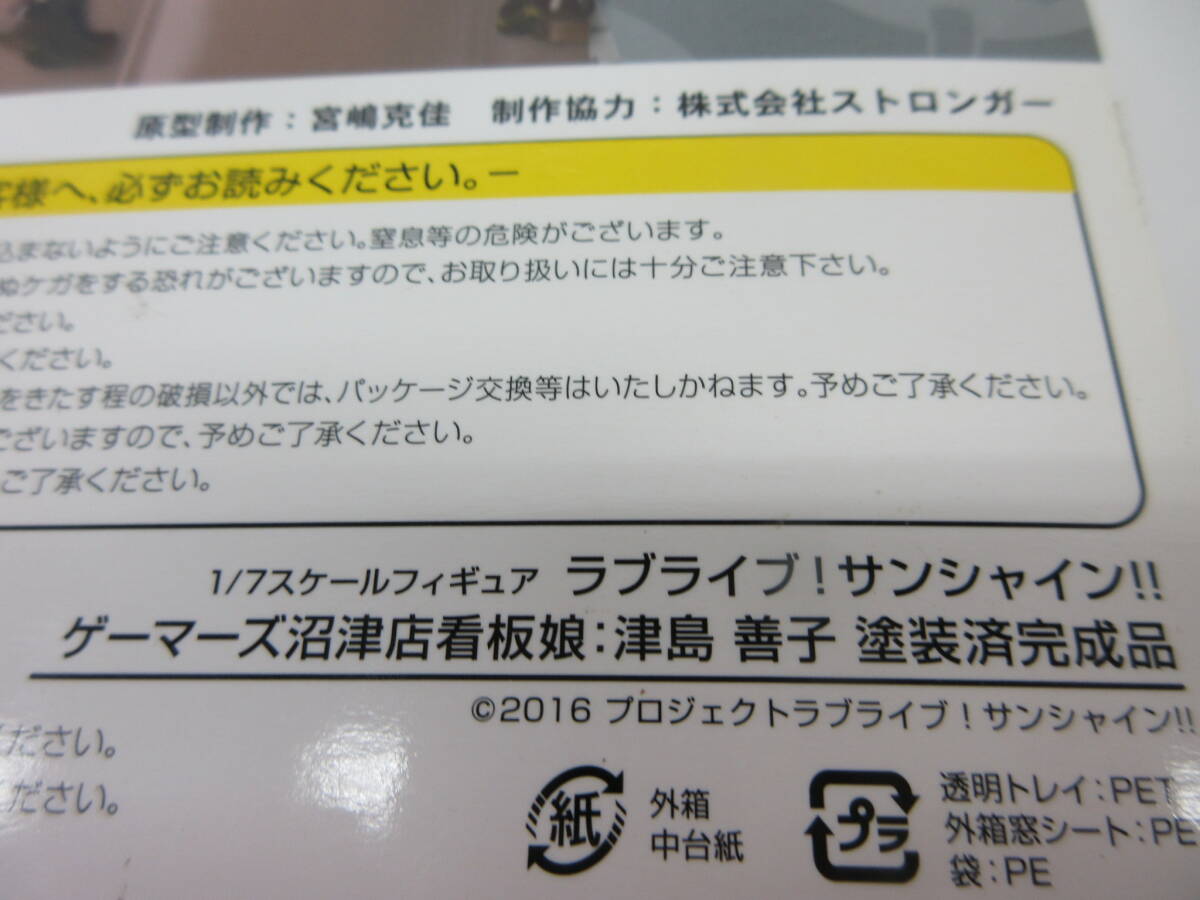 原型制作：宮嶋克佳　制作協力：株式会社ストロンガー
客様へ、必ずお読みください。ー
込まないようにご注意ください。窒息等の危険がございます。
ぬケガをする恐れがございますので、お取り扱いには十分ご注意下さい。
ださい。
ください。
をきたす程の破損以外では、パッケージ交換等はいたしかねます。予めご了承ください。
ございますので、予めご了承ください。
ご了承ください。
1/7スケールフィギュア ラブライブ！サンシャイン!!
ゲーマーズ沼津店看板娘：津島 善子 塗装済完成品
©2016 プロジェクトラブライブ！サンシャイン!!
ください。
ください。
紙
外箱
中台紙
プラ
透明トレイ：PET
外箱窓シート：PE
袋：PE